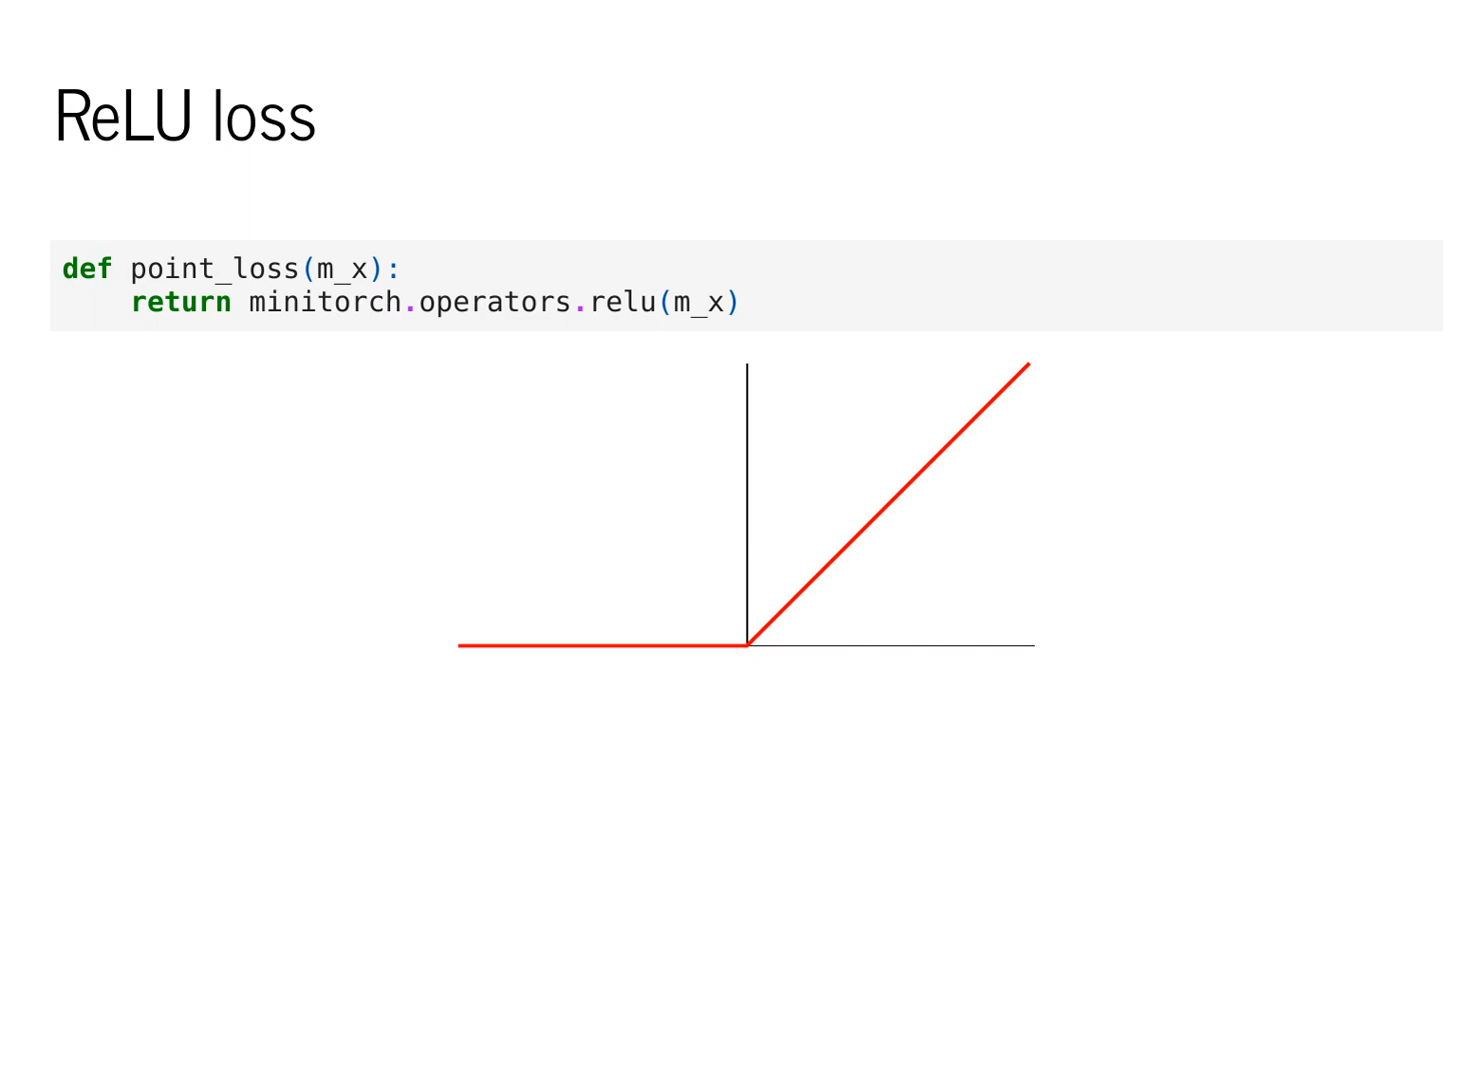 ReLU loss
def point_loss(m_x):
    return minitorch.operators.relu(m_x)